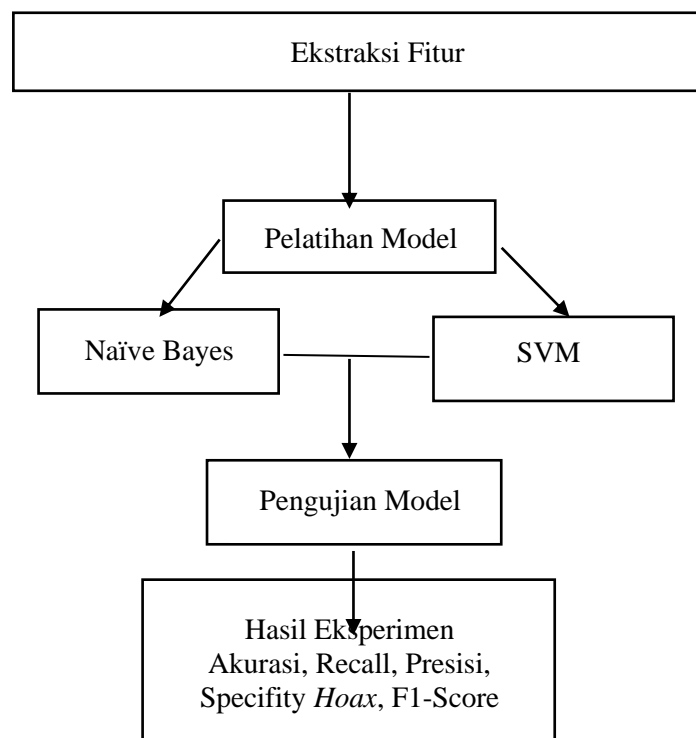 Ekstraksi Fitur
Pelatihan Model
Naïve Bayes
SVM
Pengujian Model
Hasil Eksperimen
Akurasi, Recall, Presisi,
Specifity Hoax, F1-Score